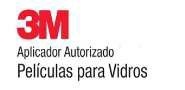 3M
Aplicador Autorizado
Películas para Vidros